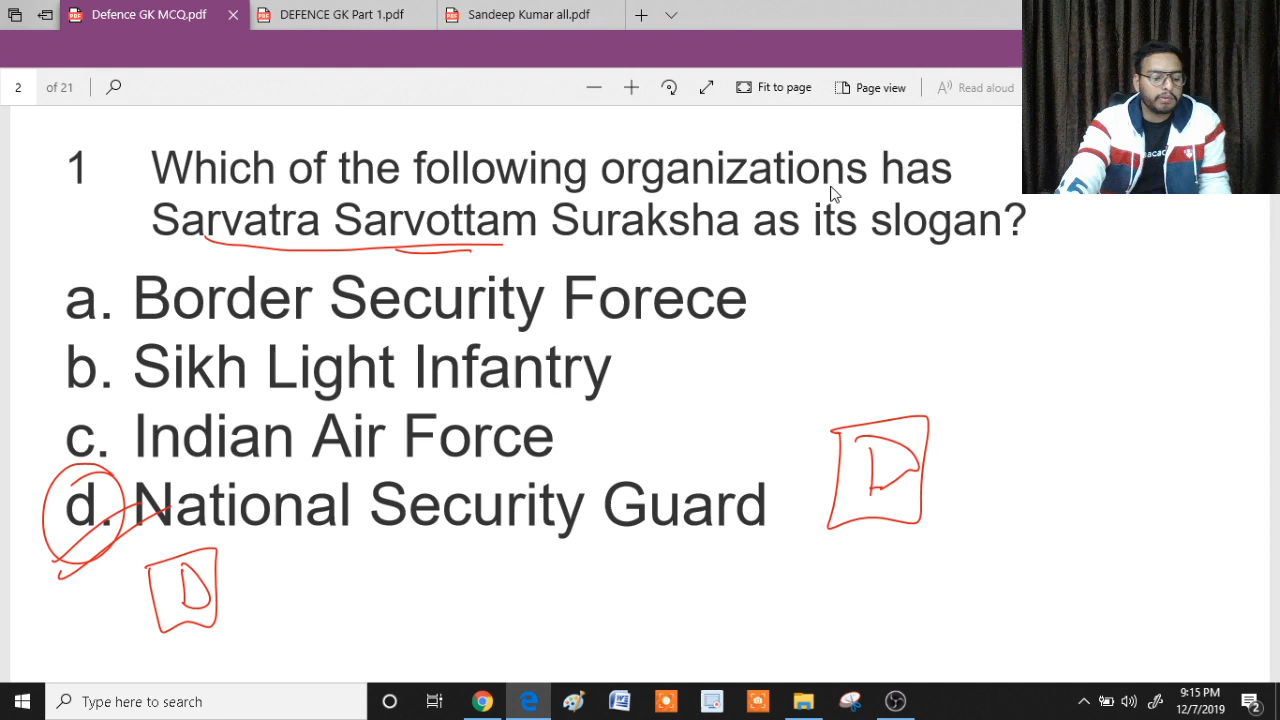 Defence GK MCQ.pdf
DEFENCE GK Part 1.pdf
Sandeep Kumar all.pdf
2 of 21
Fit to page
Page view
Read aloud
1 Which of the following organizations has
Sarvatra Sarvottam Suraksha as its slogan?
a. Border Security Forece
b. Sikh Light Infantry
c. Indian Air Force
d. National Security Guard
D
D
Type here to search
9:15 PM
12/7/2019
2